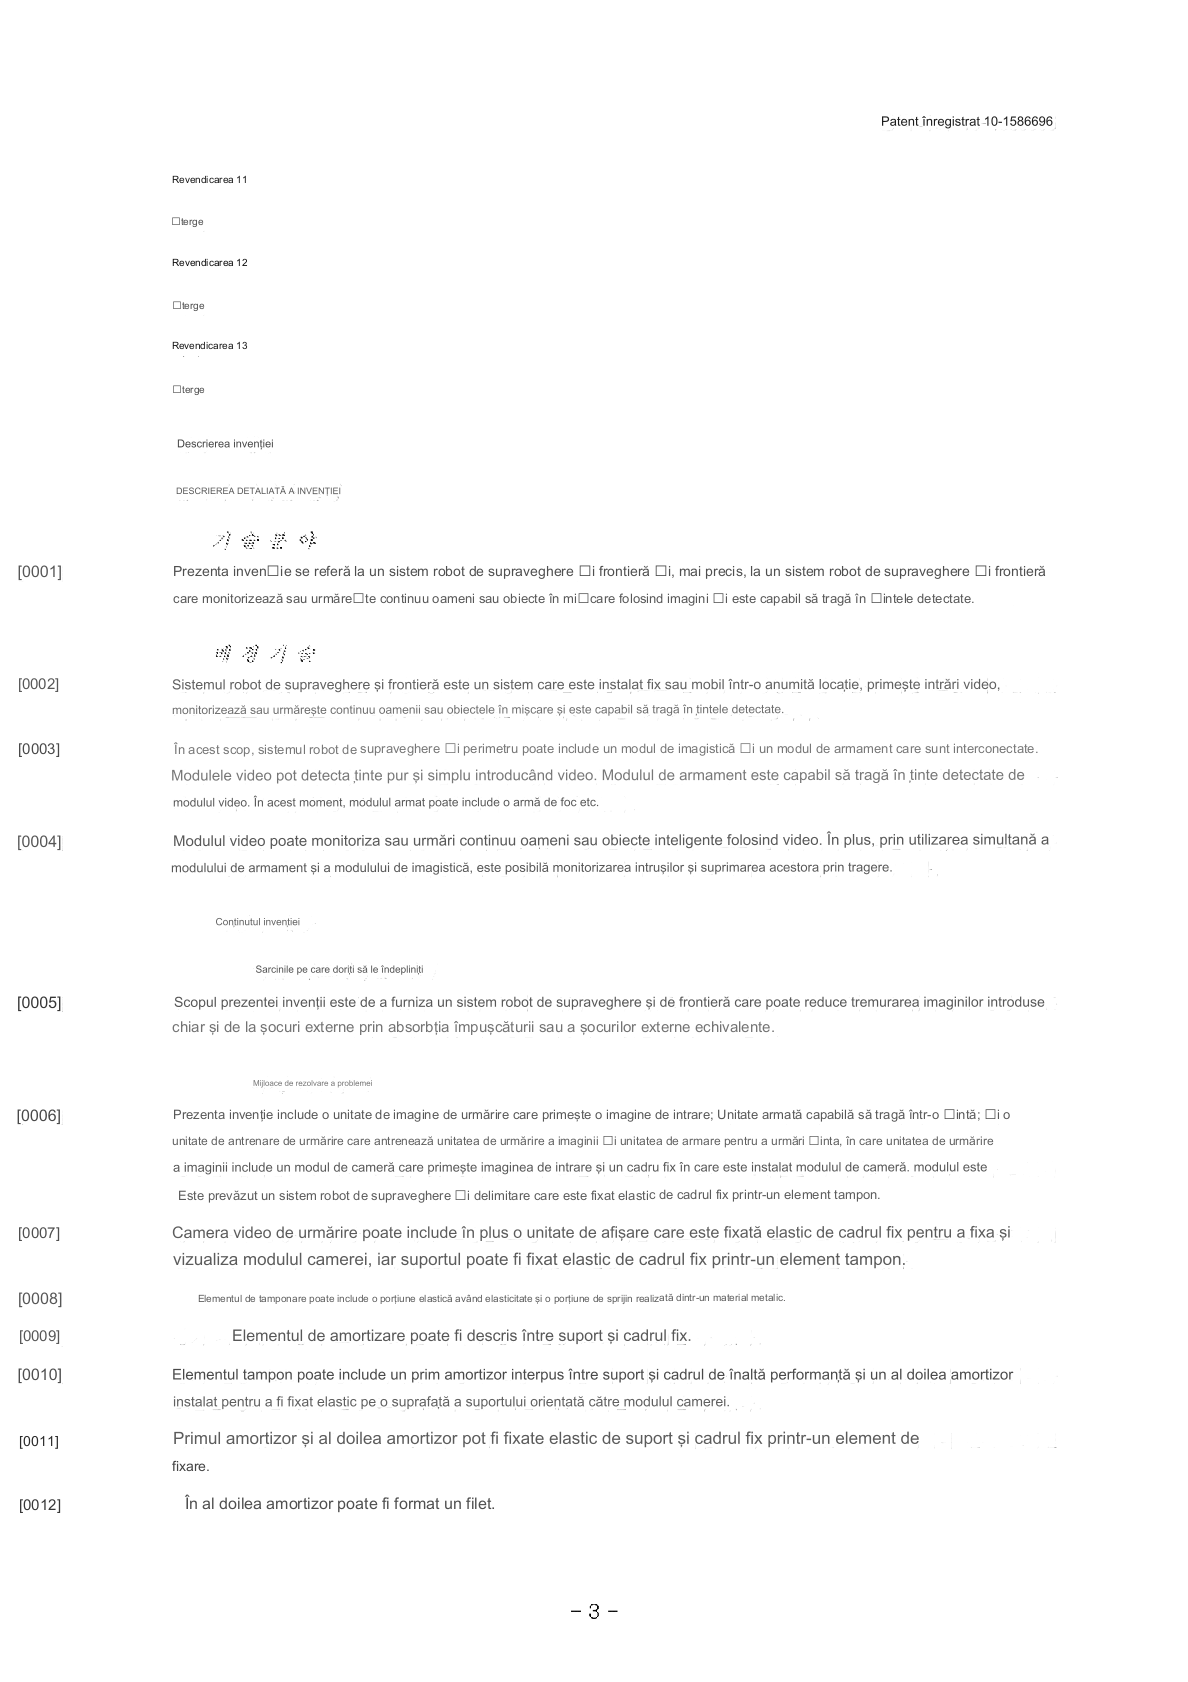 Patent înregistrat 10-1586696
Revendicarea 11
□terge
Revendicarea 12
□terge
Revendicarea 13
□terge
Descrierea invenției
DESCRIEREA DETALIATĂ A INVENȚIEI
기 술 분 야
[0001] Prezenta inven□ie se referă la un sistem robot de supraveghere □i frontieră □i, mai precis, la un sistem robot de supraveghere □i frontieră
care monitorizează sau urmăre□te continuu oameni sau obiecte în mi□care folosind imagini □i este capabil să tragă în □intele detectate.
배 경 기 술
[0002] Sistemul robot de supraveghere și frontieră este un sistem care este instalat fix sau mobil într-o anumită locație, primește intrări video,
monitorizează sau urmărește continuu oamenii sau obiectele în mișcare și este capabil să tragă în țintele detectate.
[0003] În acest scop, sistemul robot de supraveghere □i perimetru poate include un modul de imagistică □i un modul de armament care sunt interconectate.
Modulele video pot detecta ținte pur și simplu introducând video. Modulul de armament este capabil să tragă în ținte detectate de
modulul video. În acest moment, modulul armat poate include o armă de foc etc.
[0004] Modulul video poate monitoriza sau urmări continuu oameni sau obiecte inteligente folosind video. În plus, prin utilizarea simultană a
modulului de armament și a modulului de imagistică, este posibilă monitorizarea intrușilor și suprimarea acestora prin tragere.
Conținutul invenției
Sarcinile pe care doriți să le îndepliniți
[0005] Scopul prezentei invenții este de a furniza un sistem robot de supraveghere și de frontieră care poate reduce tremurarea imaginilor introduse
chiar și de la șocuri externe prin absorbția împușcăturii sau a șocurilor externe echivalente.
Mijloace de rezolvare a problemei
[0006] Prezenta invenție include o unitate de imagine de urmărire care primește o imagine de intrare; Unitate armată capabilă să tragă într-o □intă; □i o
unitate de antrenare de urmărire care antrenează unitatea de urmărire a imaginii □i unitatea de armare pentru a urmări □inta, în care unitatea de urmărire
a imaginii include un modul de cameră care primește imaginea de intrare și un cadru fix în care este instalat modulul de cameră. modulul este
Este prevăzut un sistem robot de supraveghere □i delimitare care este fixat elastic de cadrul fix printr-un element tampon.
[0007] Camera video de urmărire poate include în plus o unitate de afișare care este fixată elastic de cadrul fix pentru a fixa și
vizualiza modulul camerei, iar suportul poate fi fixat elastic de cadrul fix printr-un element tampon.
[0008] Elementul de tamponare poate include o porțiune elastică având elasticitate și o porțiune de sprijin realizată dintr-un material metalic.
[0009] Elementul de amortizare poate fi descris între suport și cadrul fix.
[0010] Elementul tampon poate include un prim amortizor interpus între suport și cadrul de înaltă performanță și un al doilea amortizor
instalat pentru a fi fixat elastic pe o suprafață a suportului orientată către modulul camerei.
[0011] Primul amortizor și al doilea amortizor pot fi fixate elastic de suport și cadrul fix printr-un element de
fixare.
[0012] În al doilea amortizor poate fi format un filet.
- 3 -